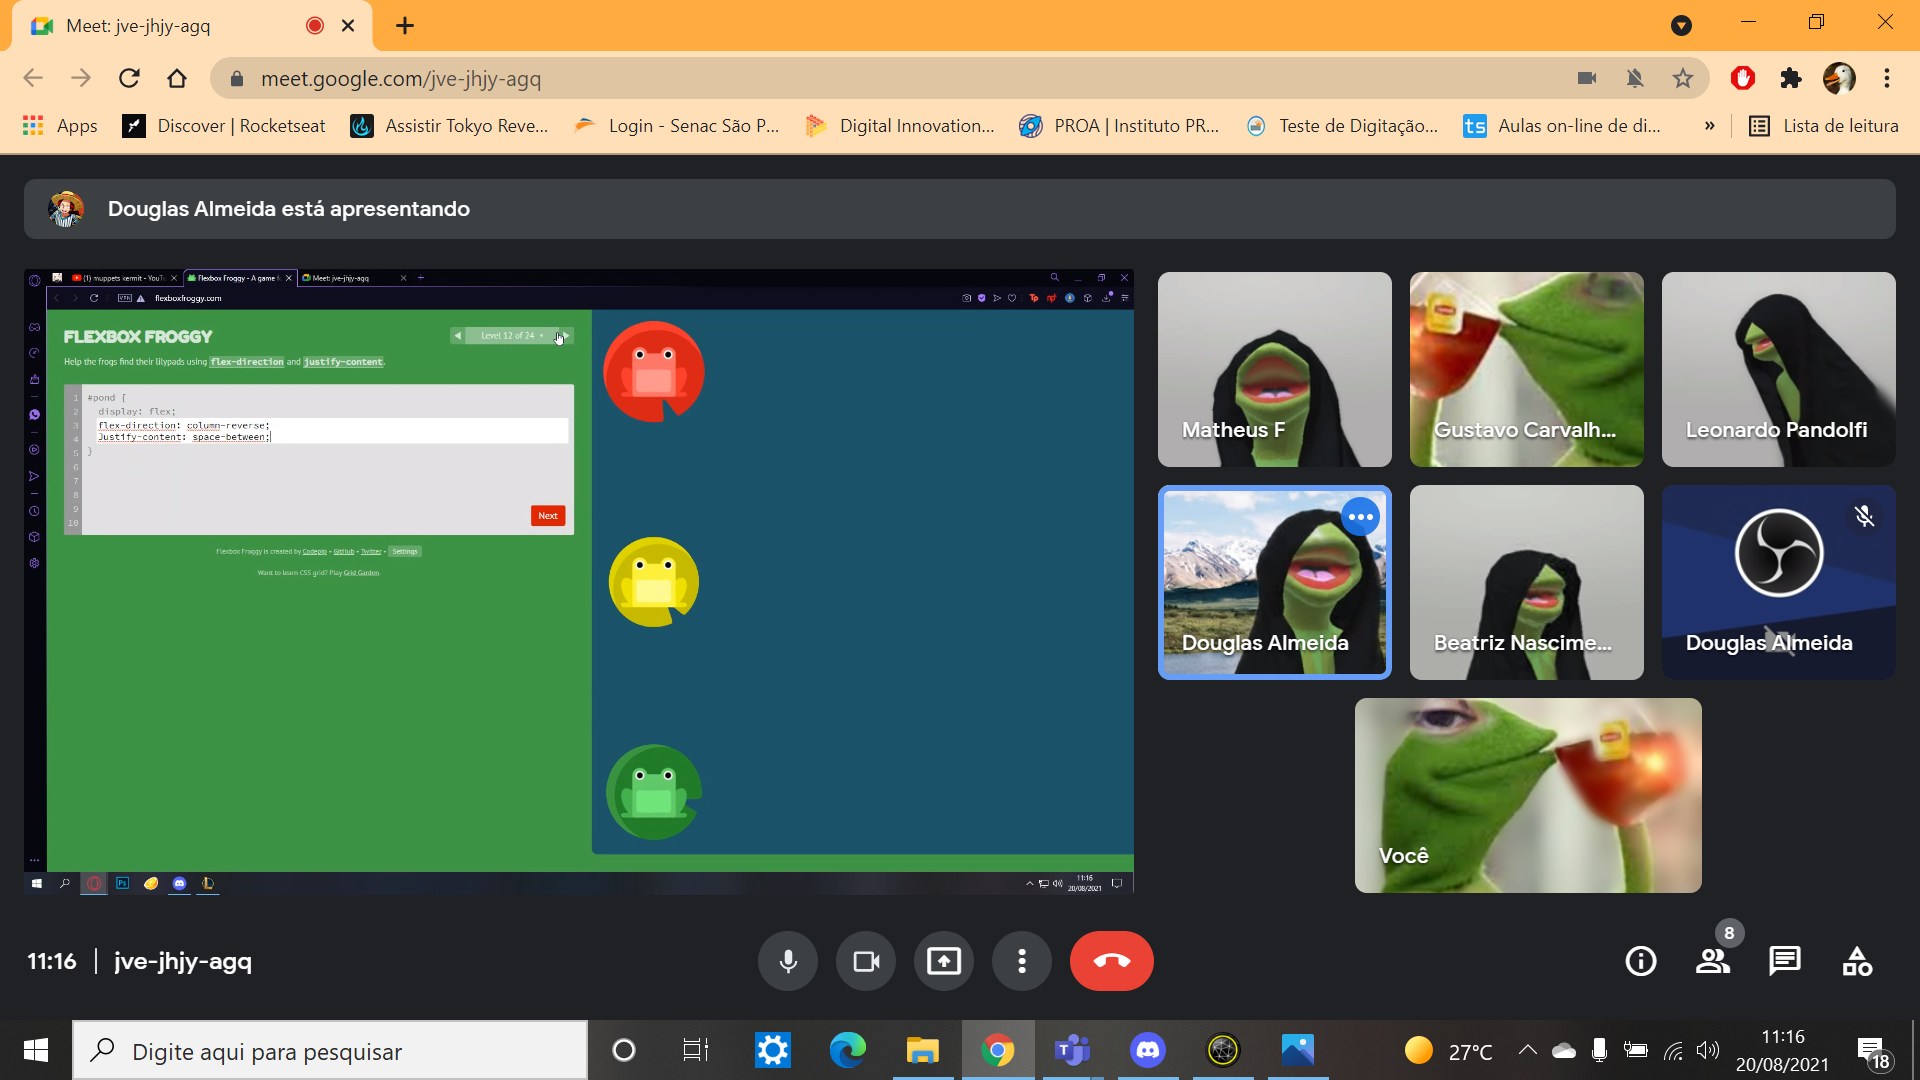 Meet: jve-jhjy-agq
meet.google.com/jve-jhjy-agq
Apps
Discover | Rocketseat
Assistir Tokyo Reve...
Login - Senac São P...
Digital Innovation...
PROA | Instituto PR...
Teste de Digitação...
ts
Aulas on-line de di...
»
Lista de leitura
Douglas Almeida está apresentando
(1) muppets kermit - YouTu
Flexbox Froggy - A game f
Meet: jve-jhjy-agq
VPN
flexboxfroggy.com
FLEXBOX FROGGY
Level 12 of 24
Help the frogs find their lilypads using flex-direction and justify-content.
1 #pond {
2 display: flex;
3 flex-direction: column-reverse;
4 Justify-content: space-between;
5 }
6
7
8
9
10
Next
Flexbox Froggy is created by Codepip • GitHub • Twitter • Settings
Want to learn CSS grid? Play Grid Garden.
Ps
11:16
20/08/2021
Matheus F
Gustavo Carvalh...
Leonardo Pandolfi
Douglas Almeida
Beatriz Nascime...
Douglas Almeida
Você
11:16 | jve-jhjy-agq
8
Digite aqui para pesquisar
27°C
11:16
20/08/2021
18